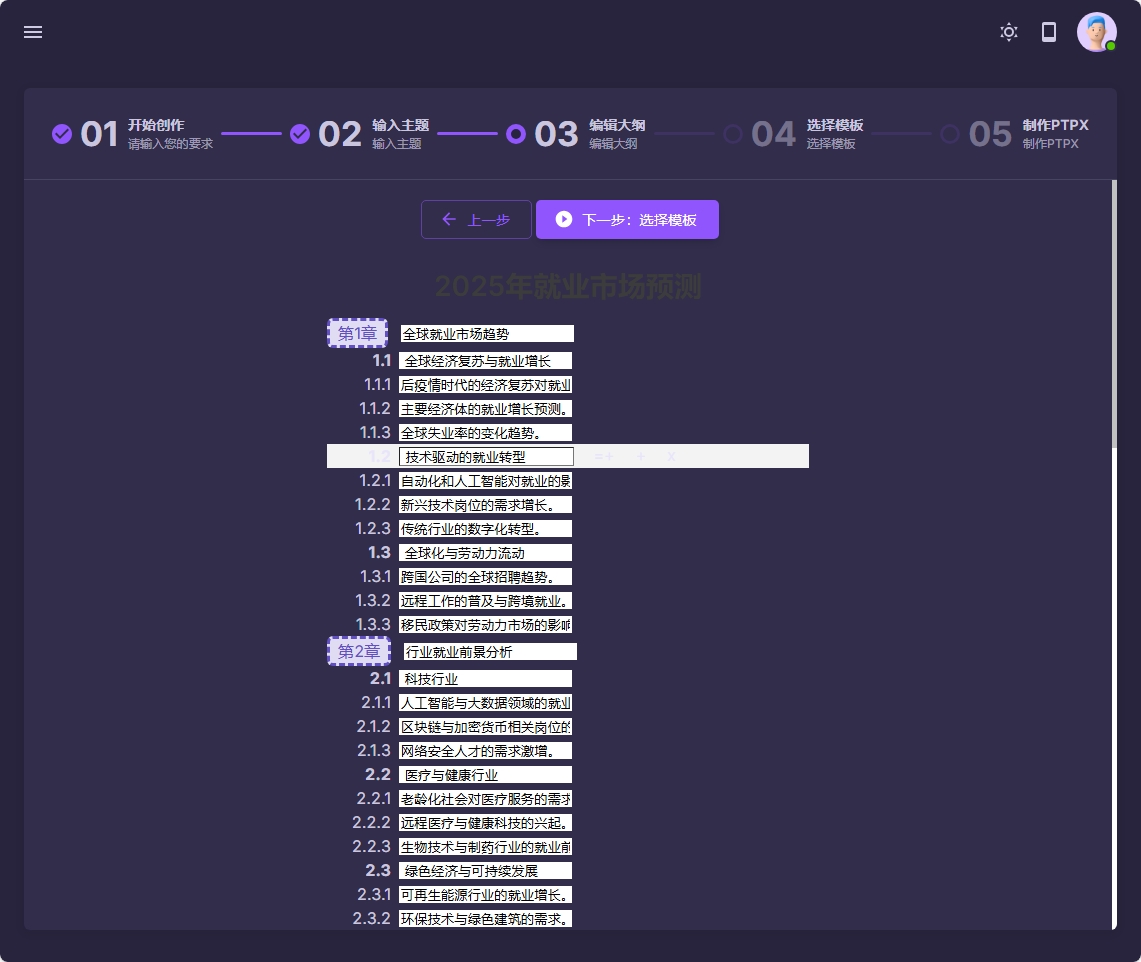 01 开始创作 请输入您的要求 02 输入主题 输入主题 03 编辑大纲 编辑大纲 04 选择模板 选择模板 05 制作PTPX 制作PTPX
上一步 下一步：选择模板
2025年就业市场预测
第1章 全球就业市场趋势
1.1 全球经济复苏与就业增长
1.1.1 后疫情时代的经济复苏对就业
1.1.2 主要经济体的就业增长预测。
1.1.3 全球失业率的变化趋势。
1.2 技术驱动的就业转型 =+ + x
1.2.1 自动化和人工智能对就业的影
1.2.2 新兴技术岗位的需求增长。
1.2.3 传统行业的数字化转型。
1.3 全球化与劳动力流动
1.3.1 跨国公司的全球招聘趋势。
1.3.2 远程工作的普及与跨境就业。
1.3.3 移民政策对劳动力市场的影响
第2章 行业就业前景分析
2.1 科技行业
2.1.1 人工智能与大数据领域的就业
2.1.2 区块链与加密货币相关岗位的
2.1.3 网络安全人才的需求激增。
2.2 医疗与健康行业
2.2.1 老龄化社会对医疗服务的需求
2.2.2 远程医疗与健康科技的兴起。
2.2.3 生物技术与制药行业的就业前
2.3 绿色经济与可持续发展
2.3.1 可再生能源行业的就业增长。
2.3.2 环保技术与绿色建筑的需求。